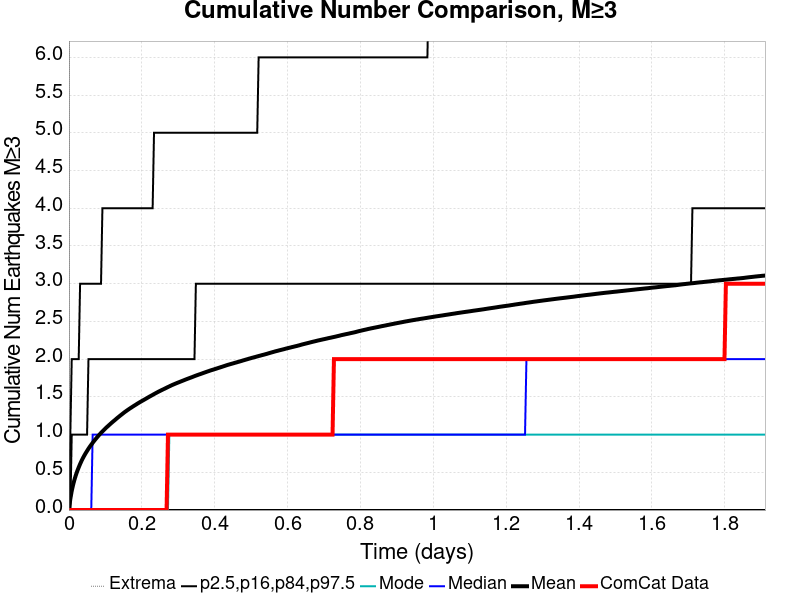 Cumulative Number Comparison, M≥3
Cumulative Num Earthquakes M≥3
6.0
5.5
5.0
4.5
4.0
3.5
3.0
2.5
2.0
1.5
1.0
0.5
0.0
0 0.2 0.4 0.6 0.8 1 1.2 1.4 1.6 1.8
Time (days)
Extrema p2.5,p16,p84,p97.5 Mode Median Mean ComCat Data